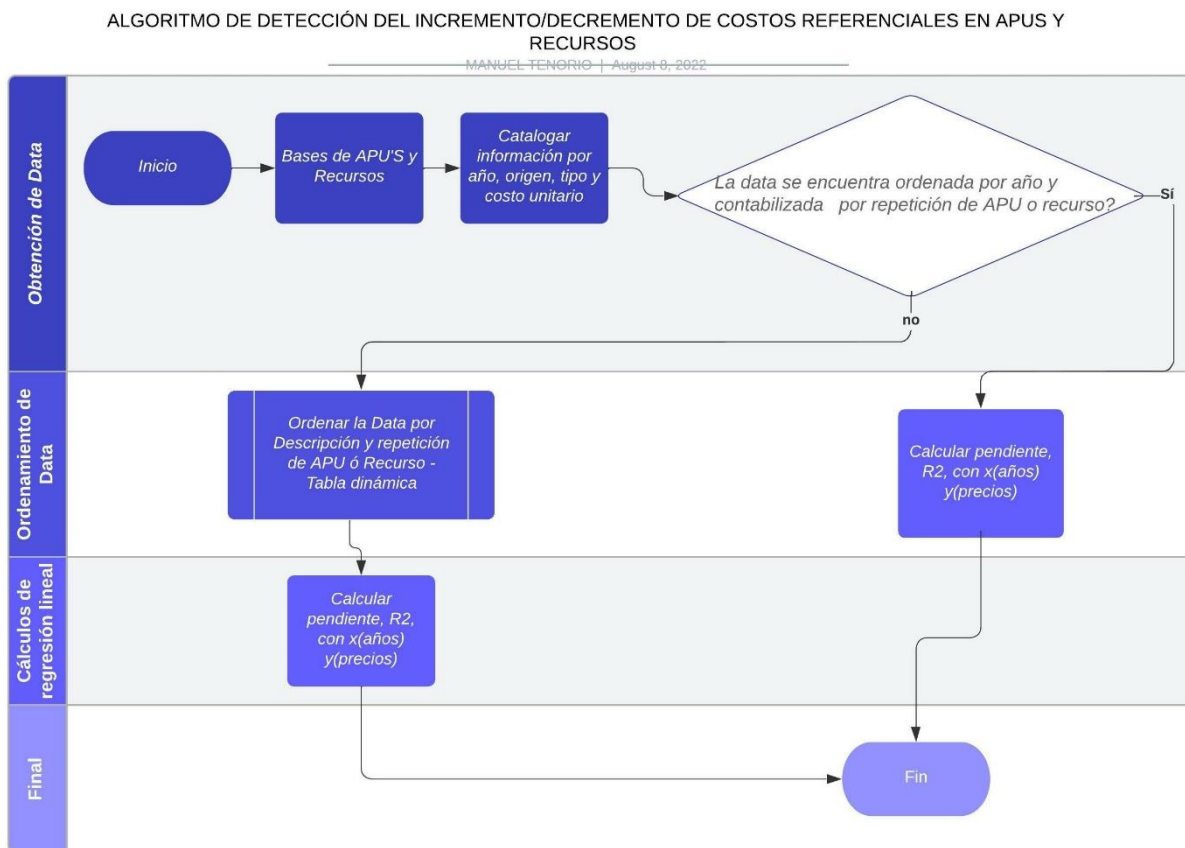 ALGORITMO DE DETECCIÓN DEL INCREMENTO/DECREMENTO DE COSTOS REFERENCIALES EN APUS Y
RECURSOS
MANUEL TENORIO | August 8, 2022
Obtención de Data
Inicio
Bases de APU'S y
Recursos
Catalogar
información por
año, origen, tipo y
costo unitario
La data se encuentra ordenada por año y
contabilizada por repetición de APU o recurso?
Sí
no
Ordenamiento de
Data
Ordenar la Data por
Descripción y repetición
de APU ó Recurso -
Tabla dinámica
Calcular pendiente,
R2, con x(años)
y(precios)
Cálculos de
regresión lineal
Calcular
pendiente, R2,
con x(años)
y(precios)
Final
Fin